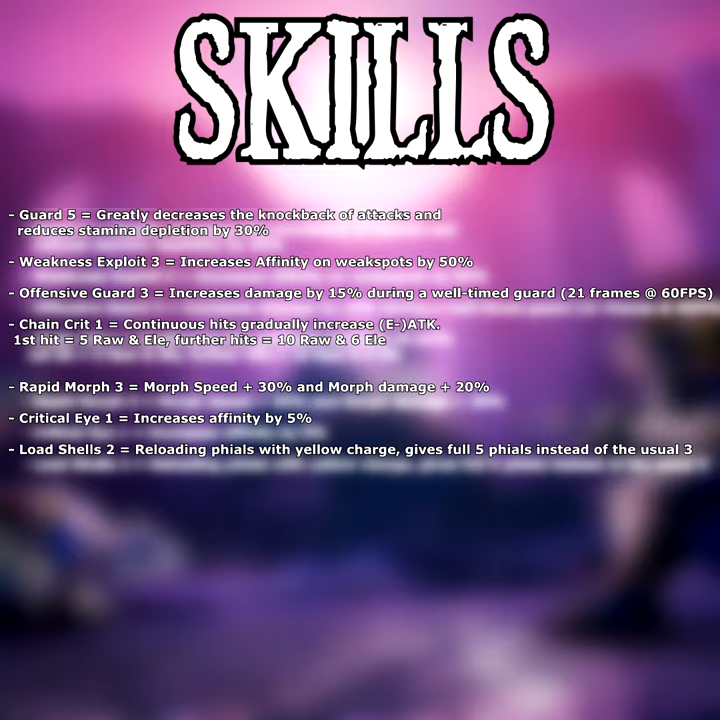 SKILLS
- Guard 5 = Greatly decreases the knockback of attacks and
reduces stamina depletion by 30%
- Weakness Exploit 3 = Increases Affinity on weakspots by 50%
- Offensive Guard 3 = Increases damage by 15% during a well-timed guard (21 frames @ 60FPS)
- Chain Crit 1 = Continuous hits gradually increase (E-)ATK.
1st hit = 5 Raw & Ele, further hits = 10 Raw & 6 Ele
- Rapid Morph 3 = Morph Speed + 30% and Morph damage + 20%
- Critical Eye 1 = Increases affinity by 5%
- Load Shells 2 = Reloading phials with yellow charge, gives full 5 phials instead of the usual 3